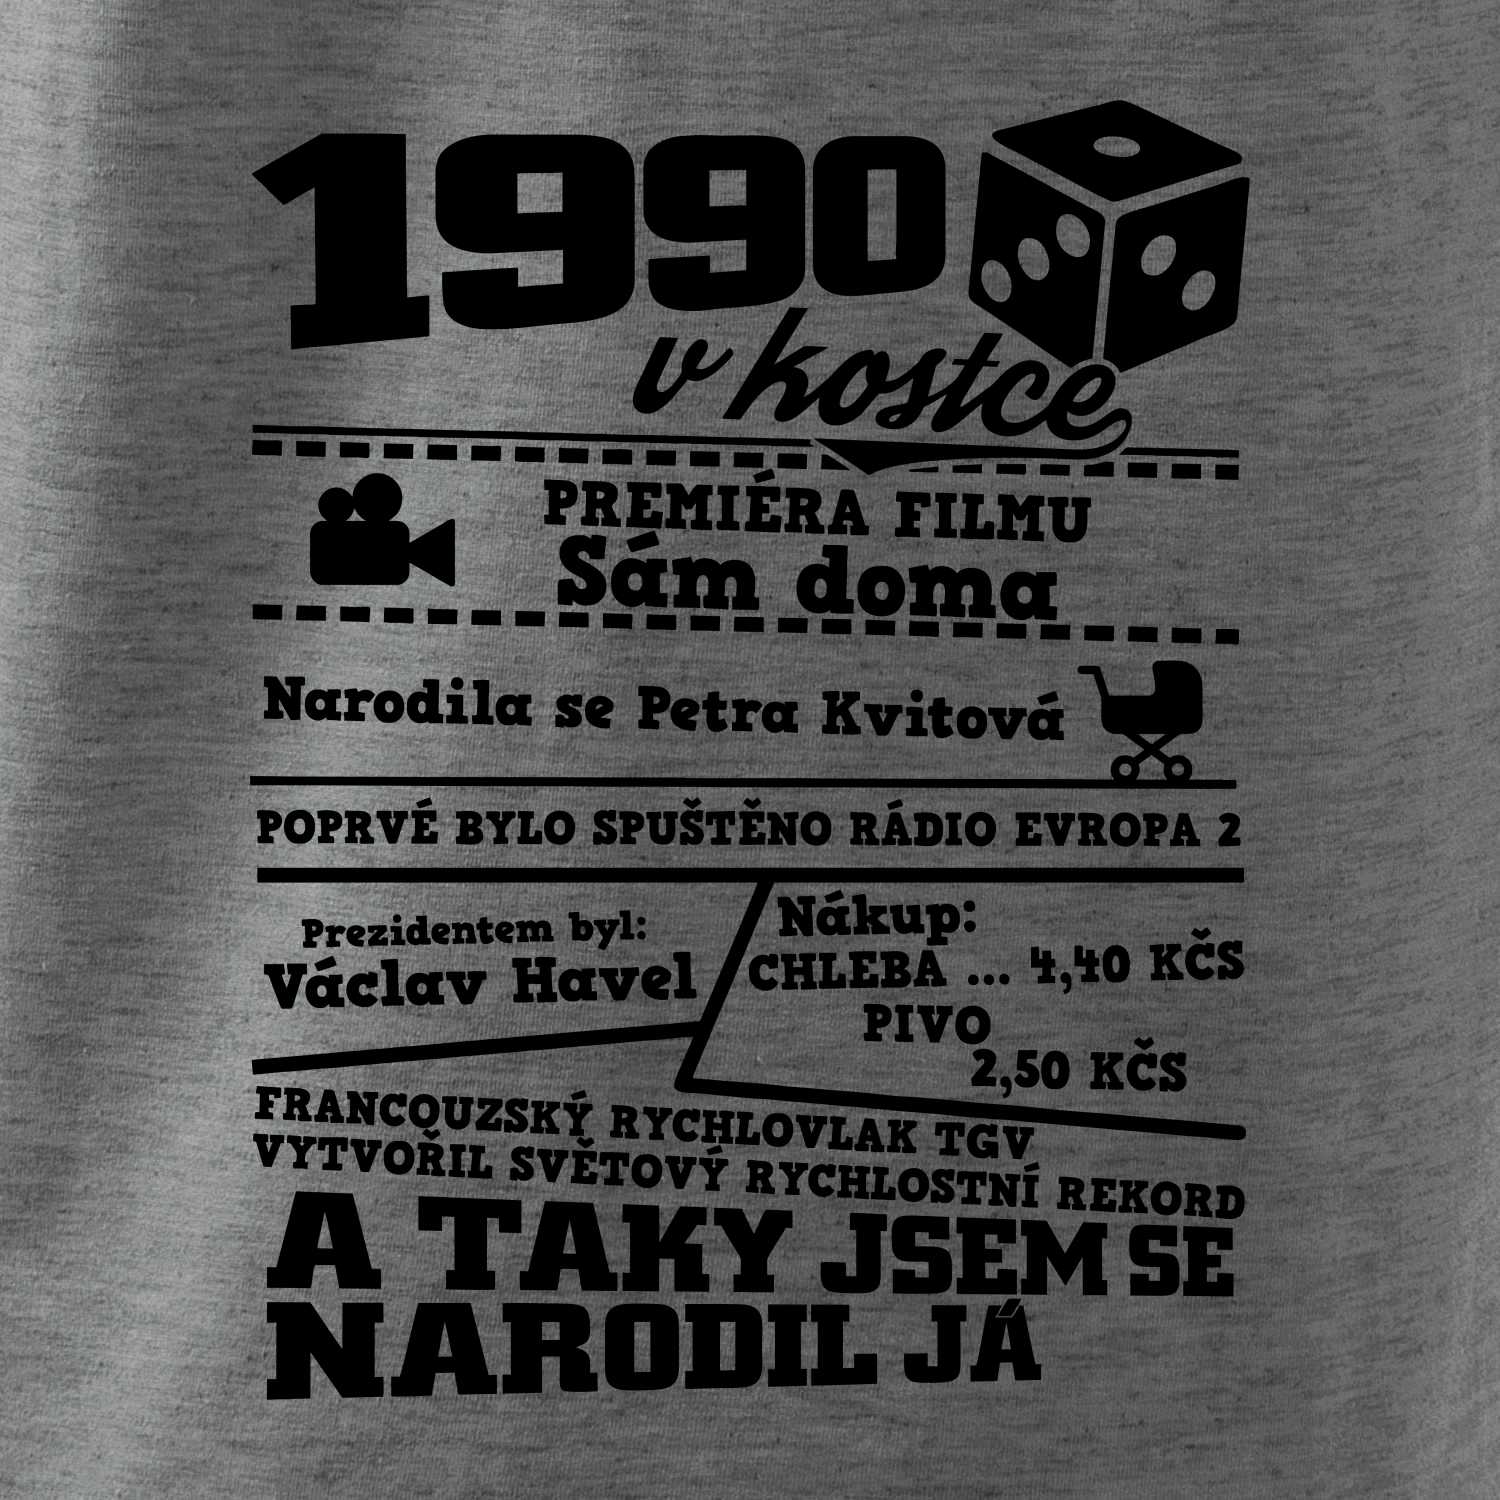 1990
v kostce
PREMIÉRA FILMU
Sám doma
Narodila se Petra Kvitová
POPRVÉ BYLO SPUŠTĚNO RÁDIO EVROPA 2
Prezidentem byl:
Václav Havel
Nákup:
CHLEBA ... 4,40 KČS
PIVO
2,50 KČS
FRANCOUZSKÝ RYCHLOVLAK TGV
VYTVOŘIL SVĚTOVÝ RYCHLOSTNÍ REKORD
A TAKY JSEM SE
NARODIL JÁ